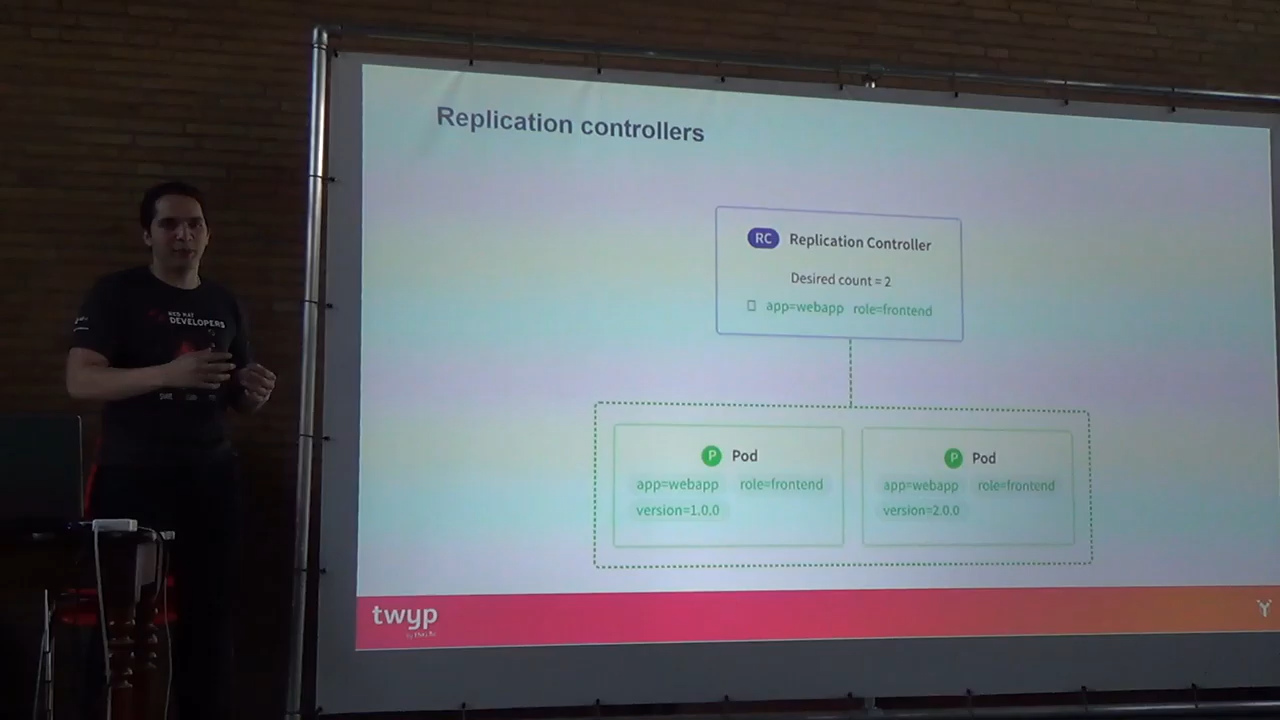 Replication controllers
RC Replication Controller
Desired count = 2
app=webapp role=frontend
P Pod
app=webapp role=frontend
version=1.0.0
P Pod
app=webapp role=frontend
version=2.0.0
twyp
RED HAT
DEVELOPERS